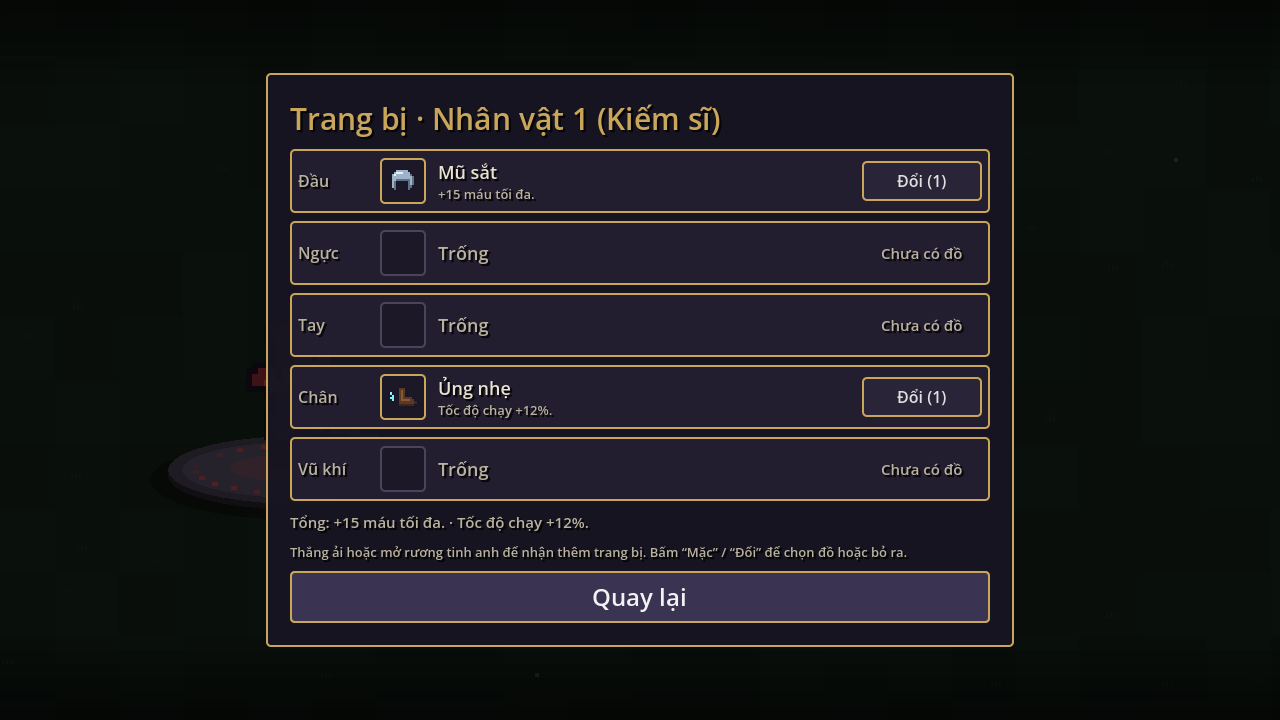 Trang bị · Nhân vật 1 (Kiếm sĩ)
Đầu
Mũ sắt
+15 máu tối đa.
Đổi (1)
Ngực
Trống
Chưa có đồ
Tay
Trống
Chưa có đồ
Chân
Ủng nhẹ
Tốc độ chạy +12%.
Đổi (1)
Vũ khí
Trống
Chưa có đồ
Tổng: +15 máu tối đa. · Tốc độ chạy +12%.
Thắng ải hoặc mở rương tinh anh để nhận thêm trang bị. Bấm “Mặc” / “Đổi” để chọn đồ hoặc bỏ ra.
Quay lại